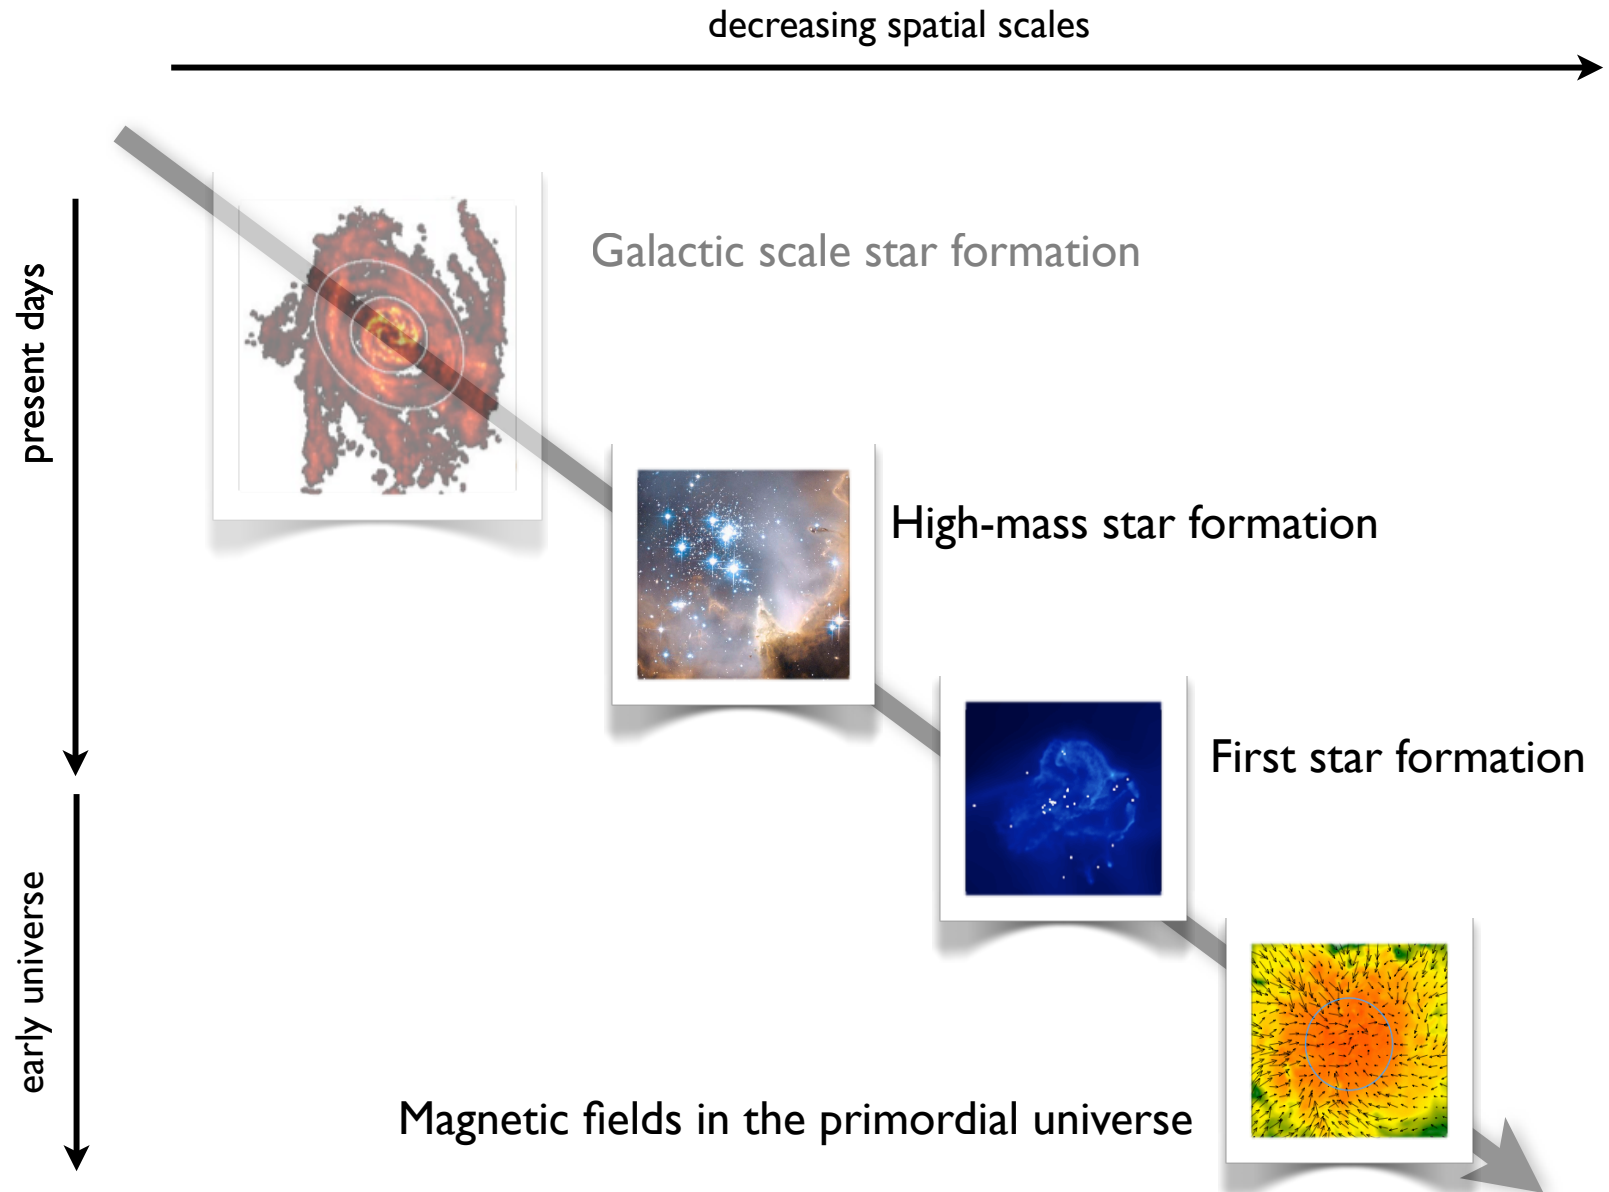 decreasing spatial scales
present days
Galactic scale star formation
High-mass star formation
First star formation
early universe
Magnetic fields in the primordial universe